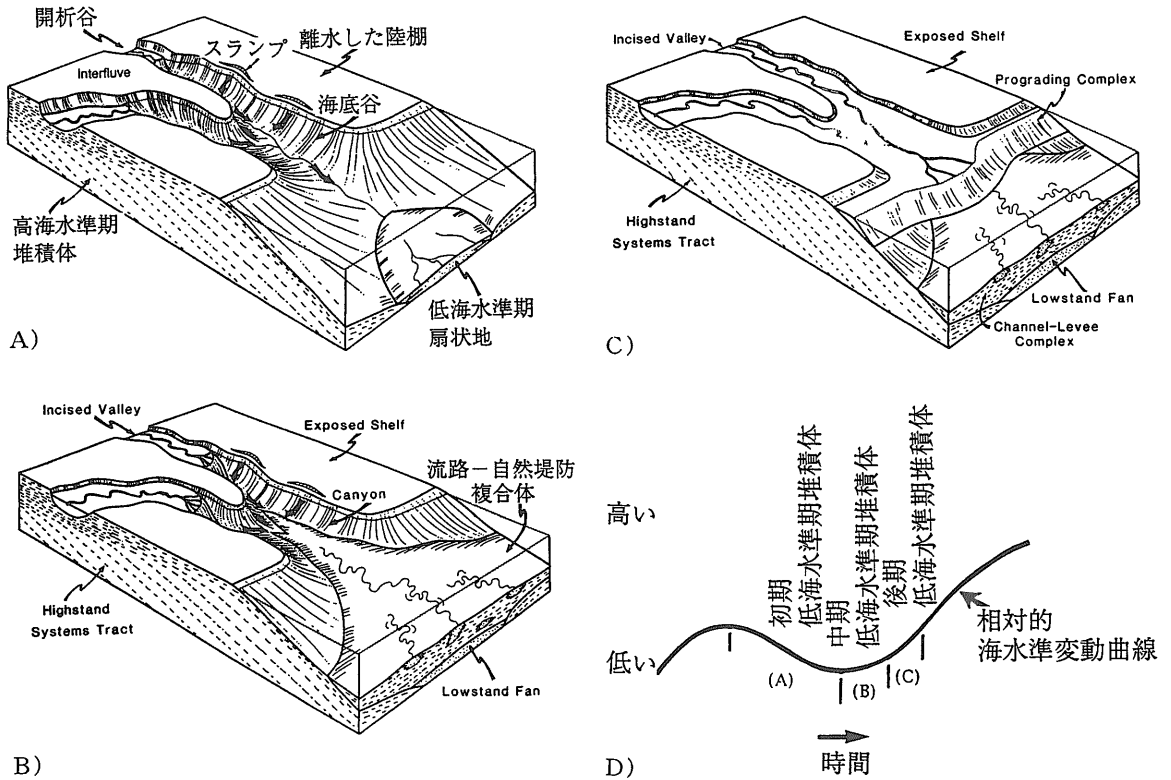 開析谷
スランプ
離水した陸棚
Interfluve
海底谷
高海水準期
堆積体
低海水準期
扇状地
A)
Incised Valley
Exposed Shelf
Prograding Complex
Highstand
Systems Tract
Lowstand Fan
Channel-Levee
Complex
C)
Incised Valley
Exposed Shelf
流路－自然堤防
複合体
Canyon
Highstand
Systems Tract
Lowstand Fan
B)
高い
低い
初期
低海水準期堆積体
中期
低海水準期堆積体
後期
低海水準期堆積体
(A)
(B)
(C)
相対的
海水準変動曲線
時間
D)